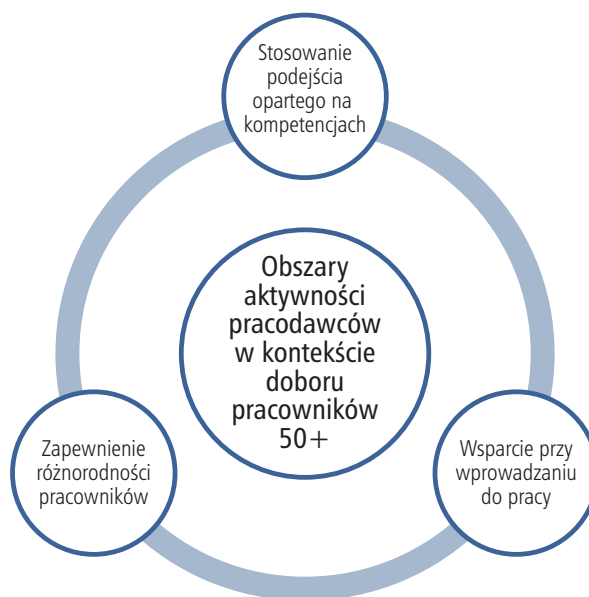 Stosowanie
podejścia
opartego na
kompetencjach
Obszary
aktywności
pracodawców
w kontekście
doboru
pracowników
50+
Zapewnienie
różnorodności
pracowników
Wsparcie przy
wprowadzaniu
do pracy